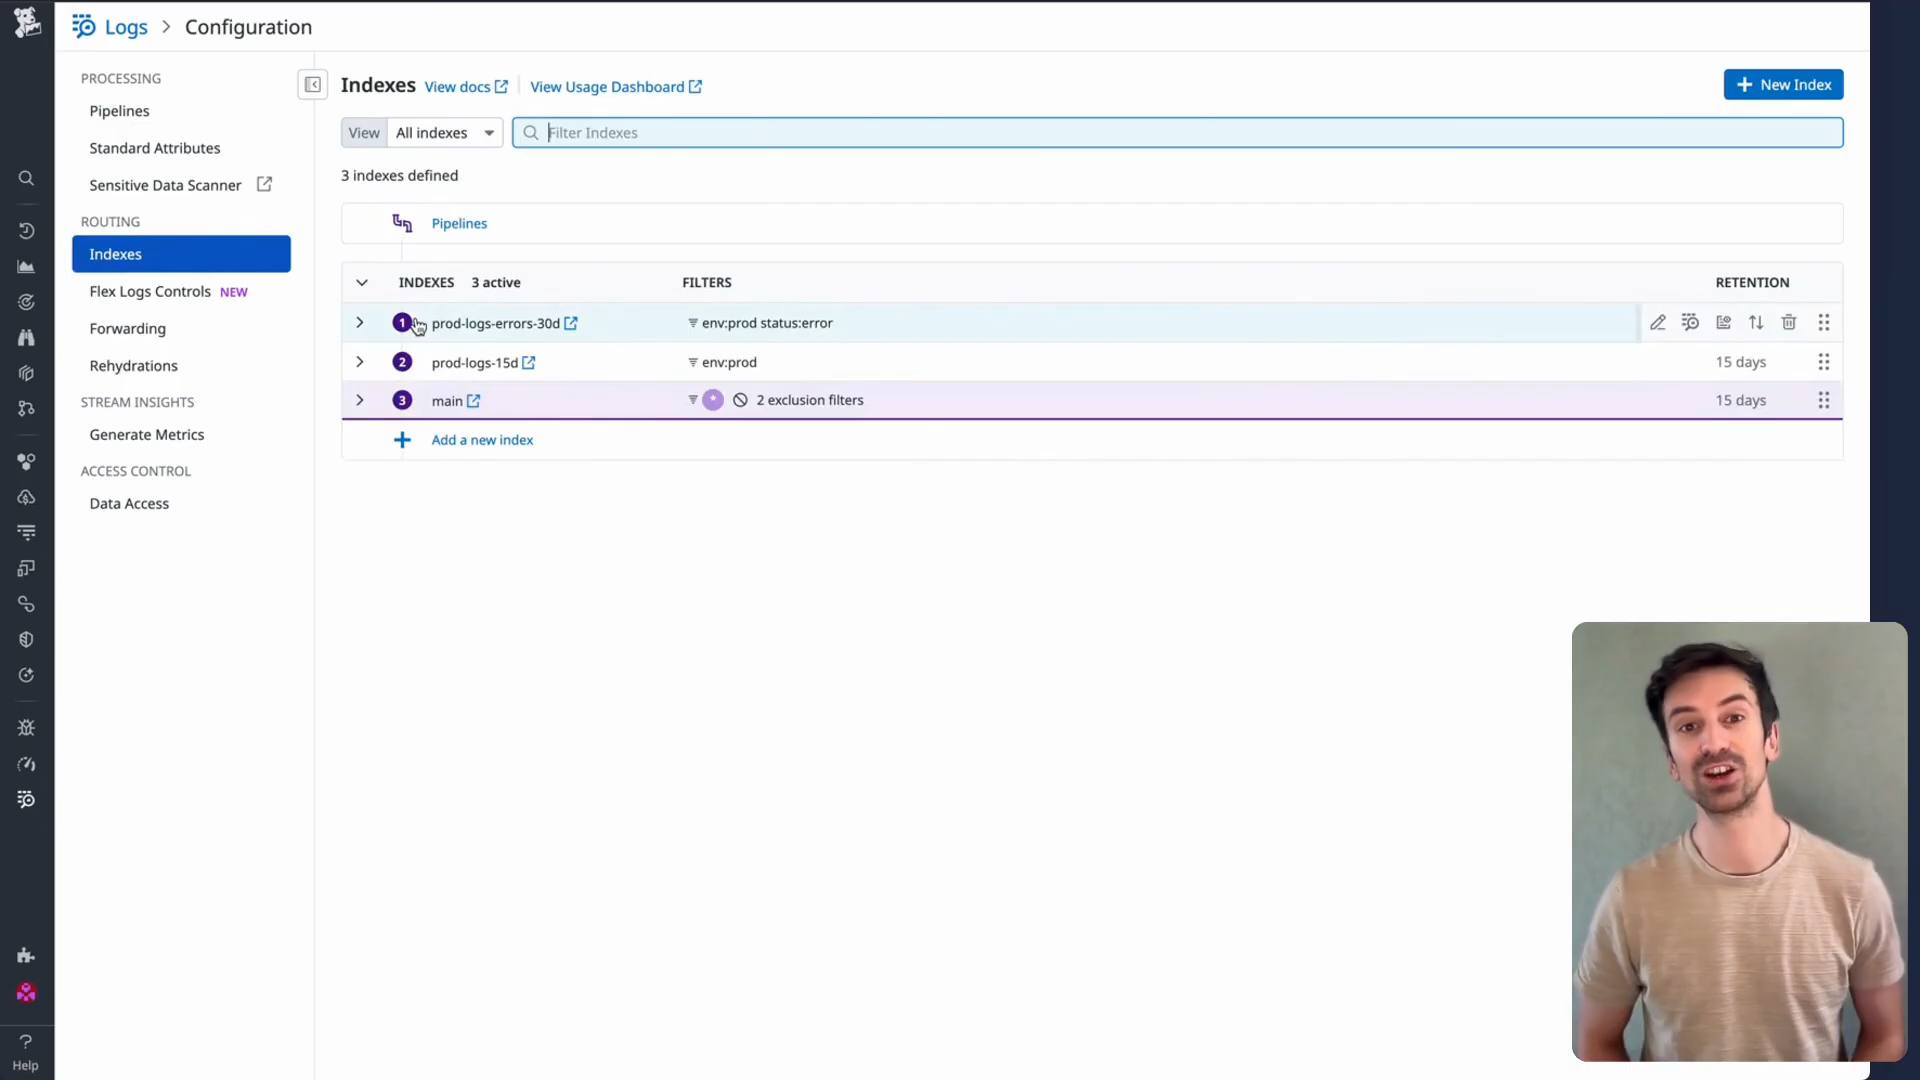 Logs > Configuration
PROCESSING
Pipelines
Standard Attributes
Sensitive Data Scanner
ROUTING
Indexes
Flex Logs Controls NEW
Forwarding
Rehydrations
STREAM INSIGHTS
Generate Metrics
ACCESS CONTROL
Data Access
Help
Indexes View docs View Usage Dashboard
+ New Index
View All indexes Filter Indexes
3 indexes defined
Pipelines
INDEXES 3 active FILTERS RETENTION
1 prod-logs-errors-30d env:prod status:error
2 prod-logs-15d env:prod 15 days
3 main * 2 exclusion filters 15 days
+ Add a new index